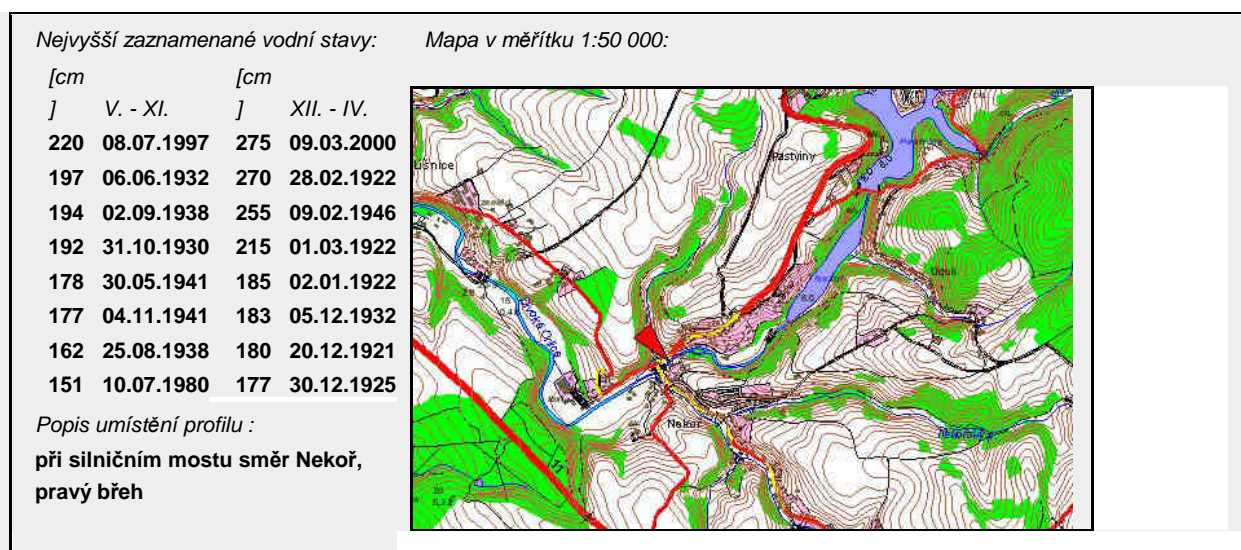 Nejvyšší zaznamenané vodní stavy: Mapa v měřítku 1:50 000:
[cm [cm
] V. - XI. ] XII. - IV.
220 08.07.1997 275 09.03.2000
197 06.06.1932 270 28.02.1922
194 02.09.1938 255 09.02.1946
192 31.10.1930 215 01.03.1922
178 30.05.1941 185 02.01.1922
177 04.11.1941 183 05.12.1932
162 25.08.1938 180 20.12.1921
151 10.07.1980 177 30.12.1925
Popis umístění profilu :
při silničním mostu směr Nekoř,
pravý břeh
Pastviny
Lišnice
Údolí
Divoká Orlice
Nekoř
11